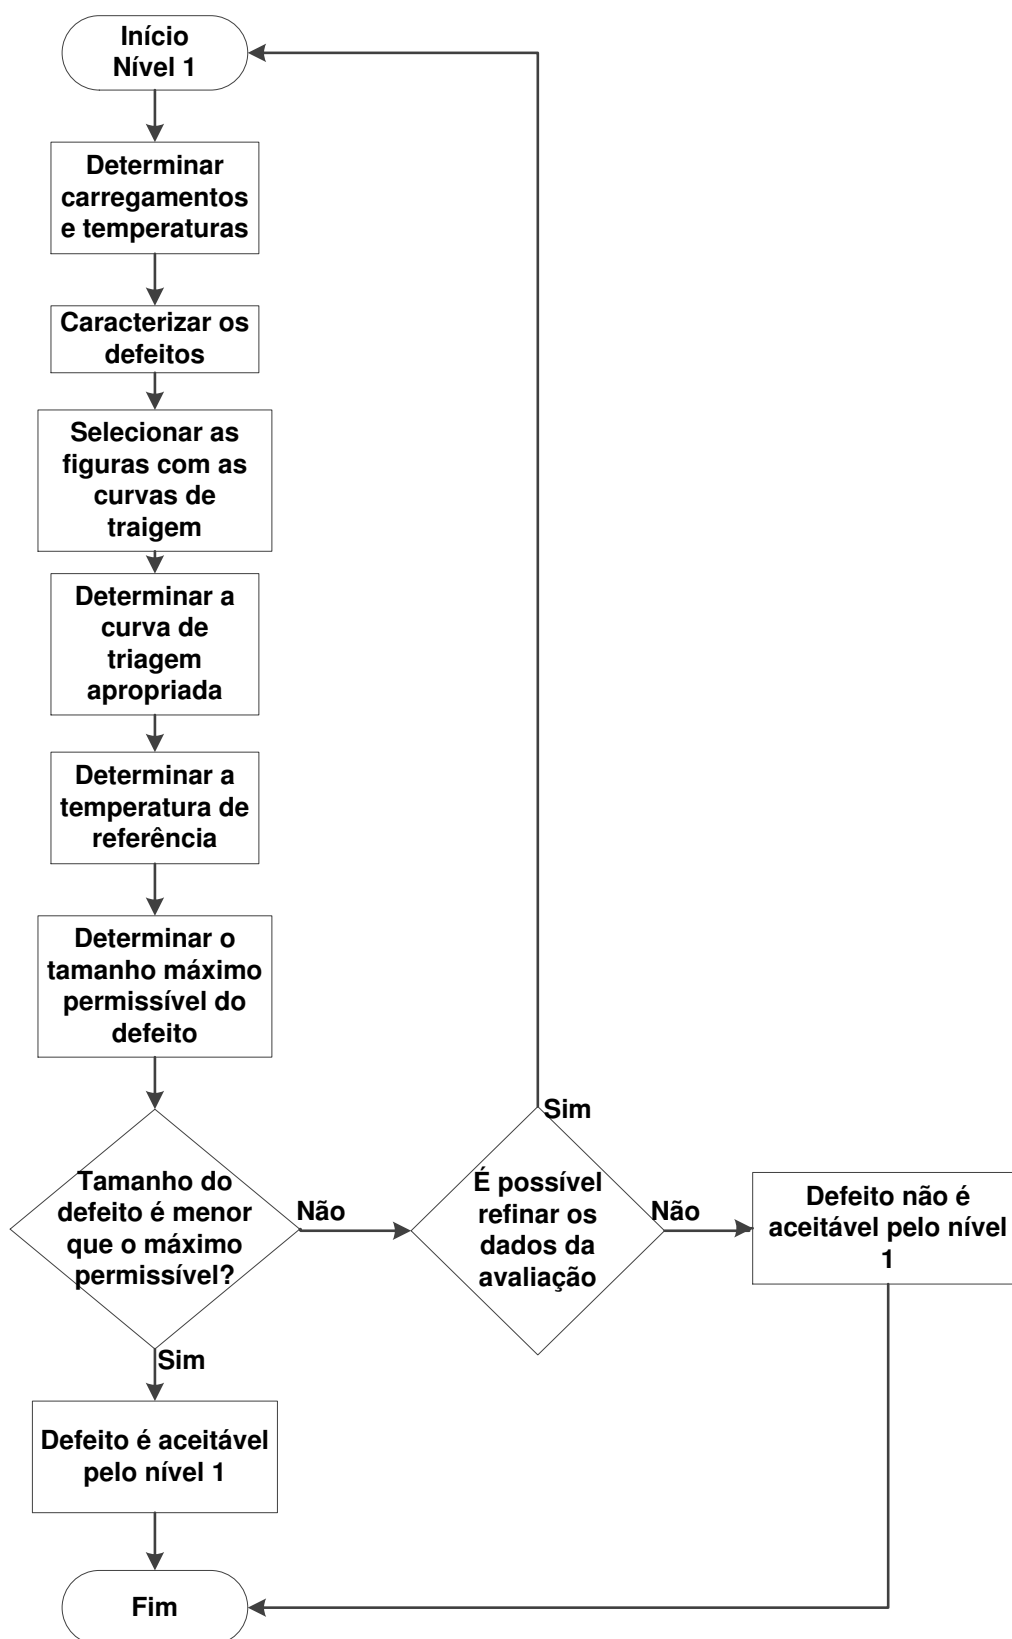 Início
Nível 1
Determinar
carregamentos
e temperaturas
Caracterizar os
defeitos
Selecionar as
figuras com as
curvas de
traigem
Determinar a
curva de
triagem
apropriada
Determinar a
temperatura de
referência
Determinar o
tamanho máximo
permissível do
defeito
Tamanho do
defeito é menor
que o máximo
permissível?
Não
Sim
É possível
refinar os
dados da
avaliação
Sim
Não
Defeito não é
aceitável pelo nível
1
Defeito é aceitável
pelo nível 1
Fim